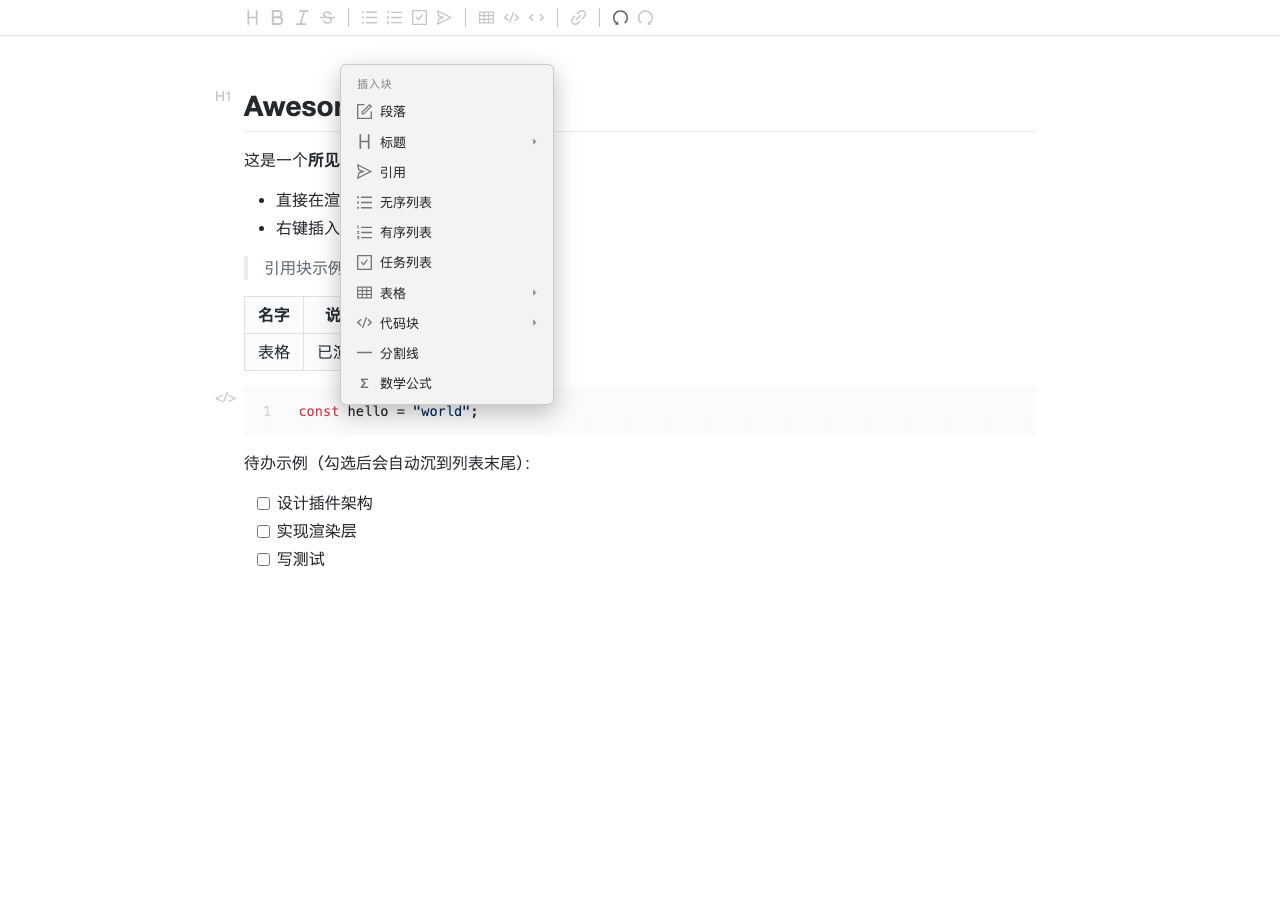 H1
Aweso
这是一个所见
直接在渲
右键插入
引用块示例
名字 说
表格 已渲
插入块
段落
标题
引用
无序列表
有序列表
任务列表
表格
代码块
分割线
数学公式
</>
1 const hello = "world";
待办示例（勾选后会自动沉到列表末尾）：
设计插件架构
实现渲染层
写测试